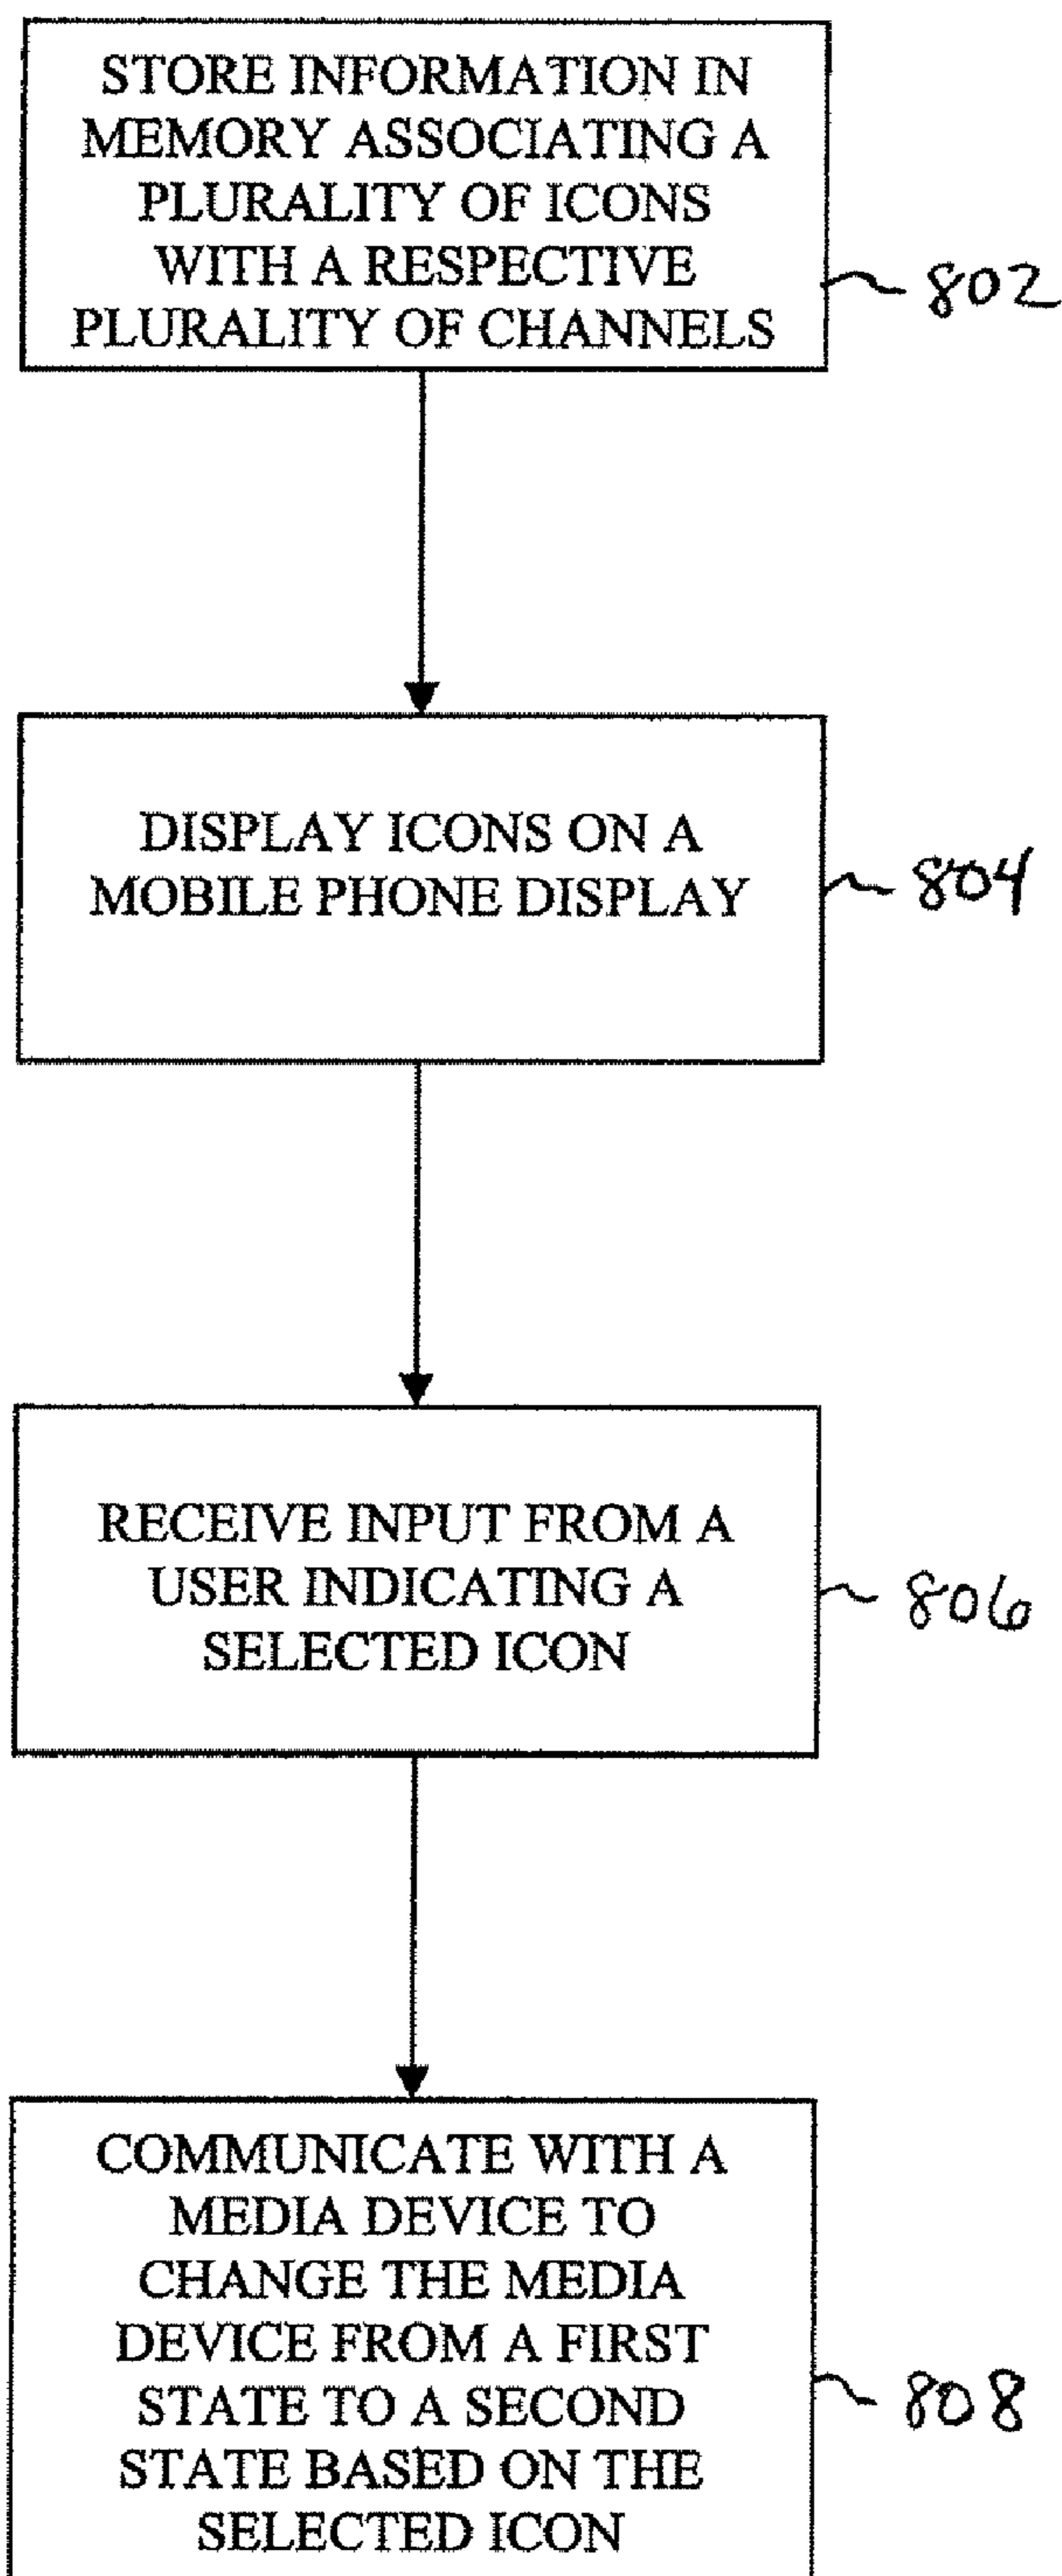 STORE INFORMATION IN
MEMORY ASSOCIATING A
PLURALITY OF ICONS
WITH A RESPECTIVE
PLURALITY OF CHANNELS
802
DISPLAY ICONS ON A
MOBILE PHONE DISPLAY
804
RECEIVE INPUT FROM A
USER INDICATING A
SELECTED ICON
806
COMMUNICATE WITH A
MEDIA DEVICE TO
CHANGE THE MEDIA
DEVICE FROM A FIRST
STATE TO A SECOND
STATE BASED ON THE
SELECTED ICON
808